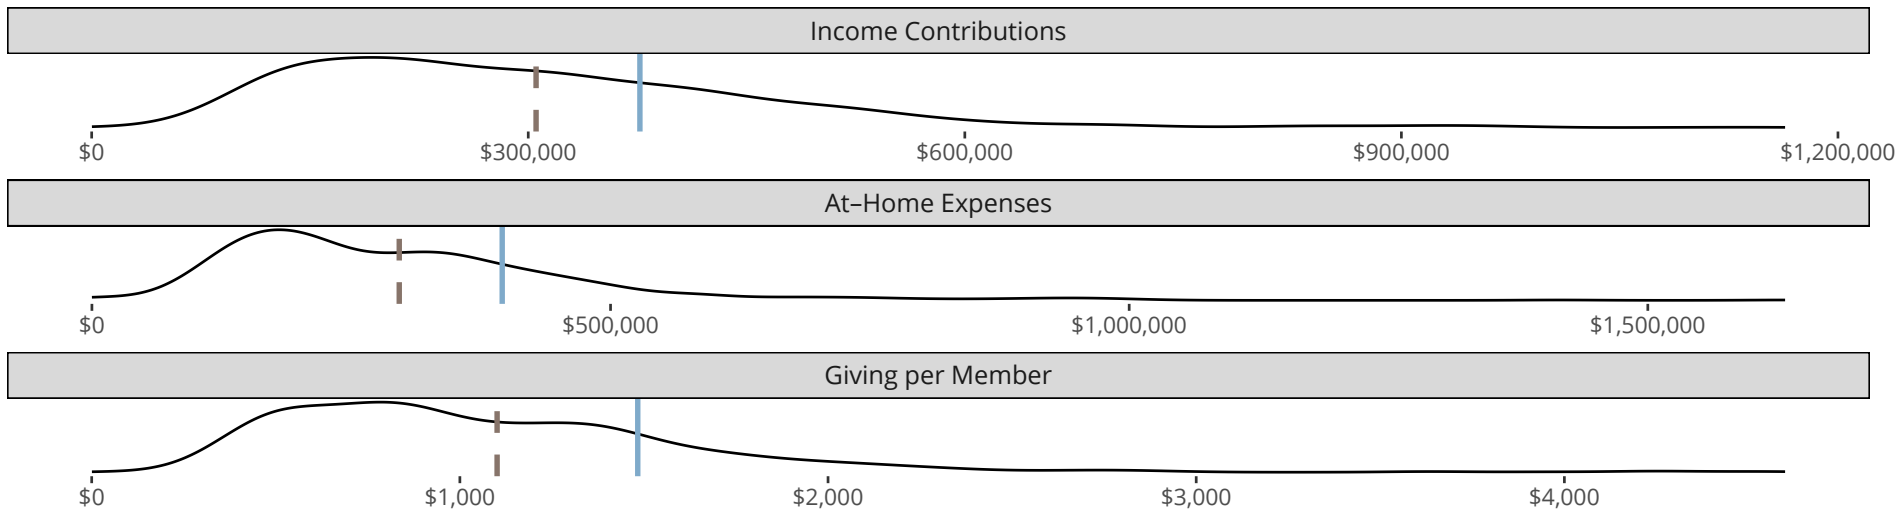 Income Contributions
$0 $300,000 $600,000 $900,000 $1,200,000
At–Home Expenses
$0 $500,000 $1,000,000 $1,500,000
Giving per Member
$0 $1,000 $2,000 $3,000 $4,000